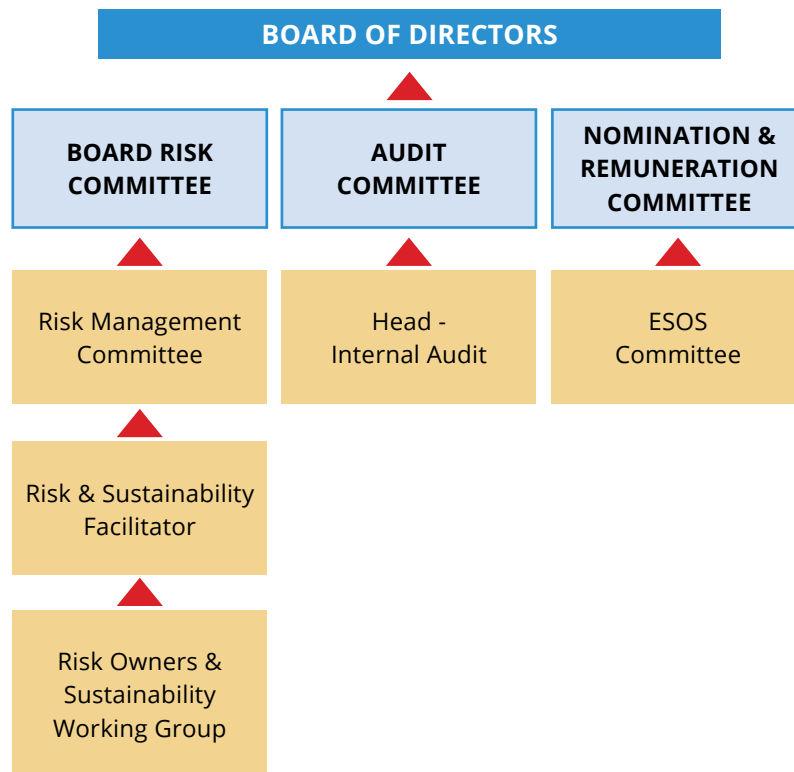 BOARD OF DIRECTORS
BOARD RISK
COMMITTEE
AUDIT
COMMITTEE
NOMINATION &
REMUNERATION
COMMITTEE
Risk Management
Committee
Head -
Internal Audit
ESOS
Committee
Risk & Sustainability
Facilitator
Risk Owners &
Sustainability
Working Group